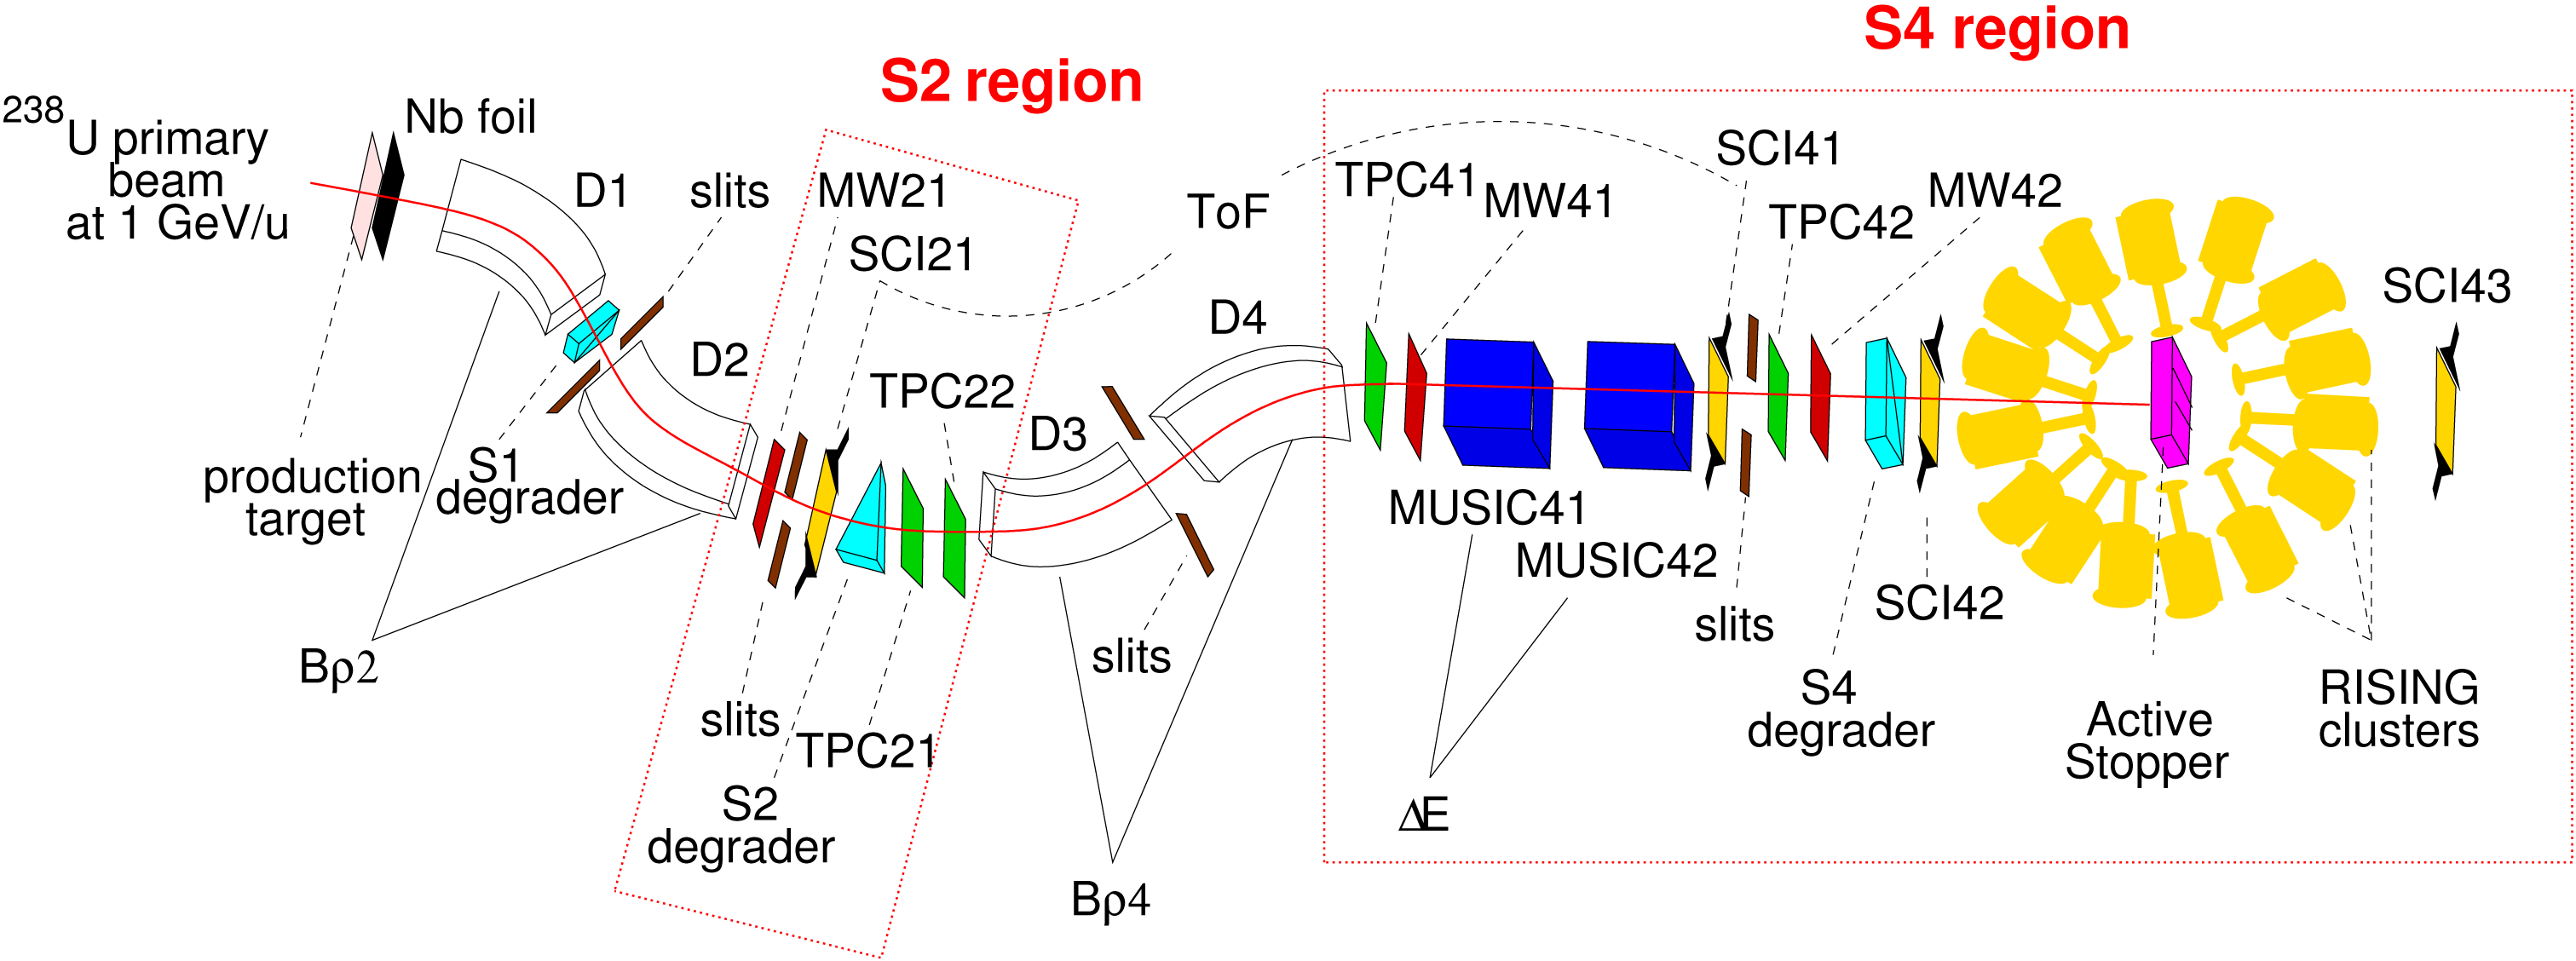 S4 region
S2 region
238
U primary
beam
at 1 GeV/u
Nb foil
D1
slits
MW21
SCI21
ToF
TPC41
MW41
SCI41
TPC42
MW42
SCI43
D4
D2
TPC22
D3
S1
degrader
production
target
MUSIC41
MUSIC42
SCI42
slits
slits
Bρ2
slits
TPC21
S2
degrader
S4
degrader
Active
Stopper
RISING
clusters
ΔE
Bρ4